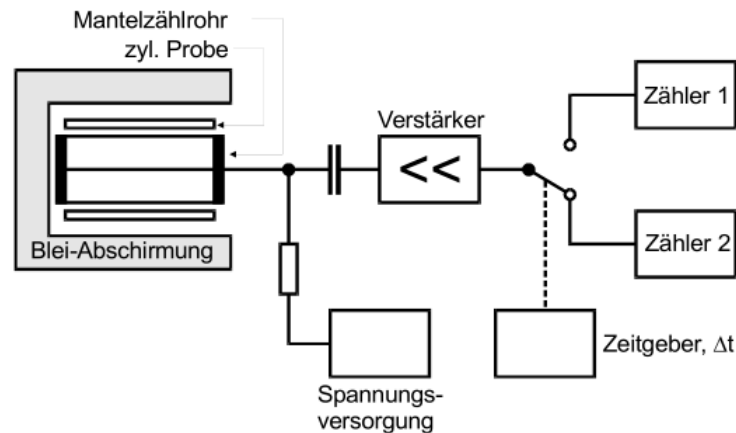 Mantelzählrohr
zyl. Probe
Zähler 1
Verstärker
<<
Blei-Abschirmung
Zähler 2
Zeitgeber, Δt
Spannungs-
versorgung